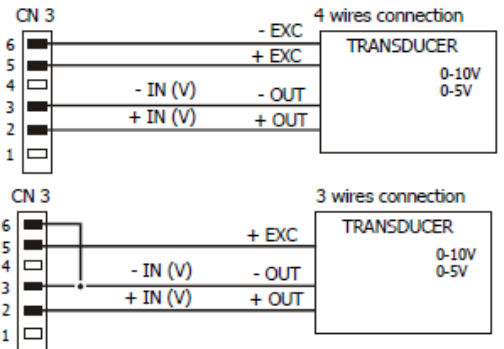 CN 3
4 wires connection
- EXC
6
TRANSDUCER
+ EXC
5
0-10V
4
- IN (V)
- OUT
0-5V
3
+ IN (V)
+ OUT
2
1
CN 3
3 wires connection
6
TRANSDUCER
+ EXC
5
0-10V
4
- IN (V)
- OUT
0-5V
3
+ IN (V)
+ OUT
2
1